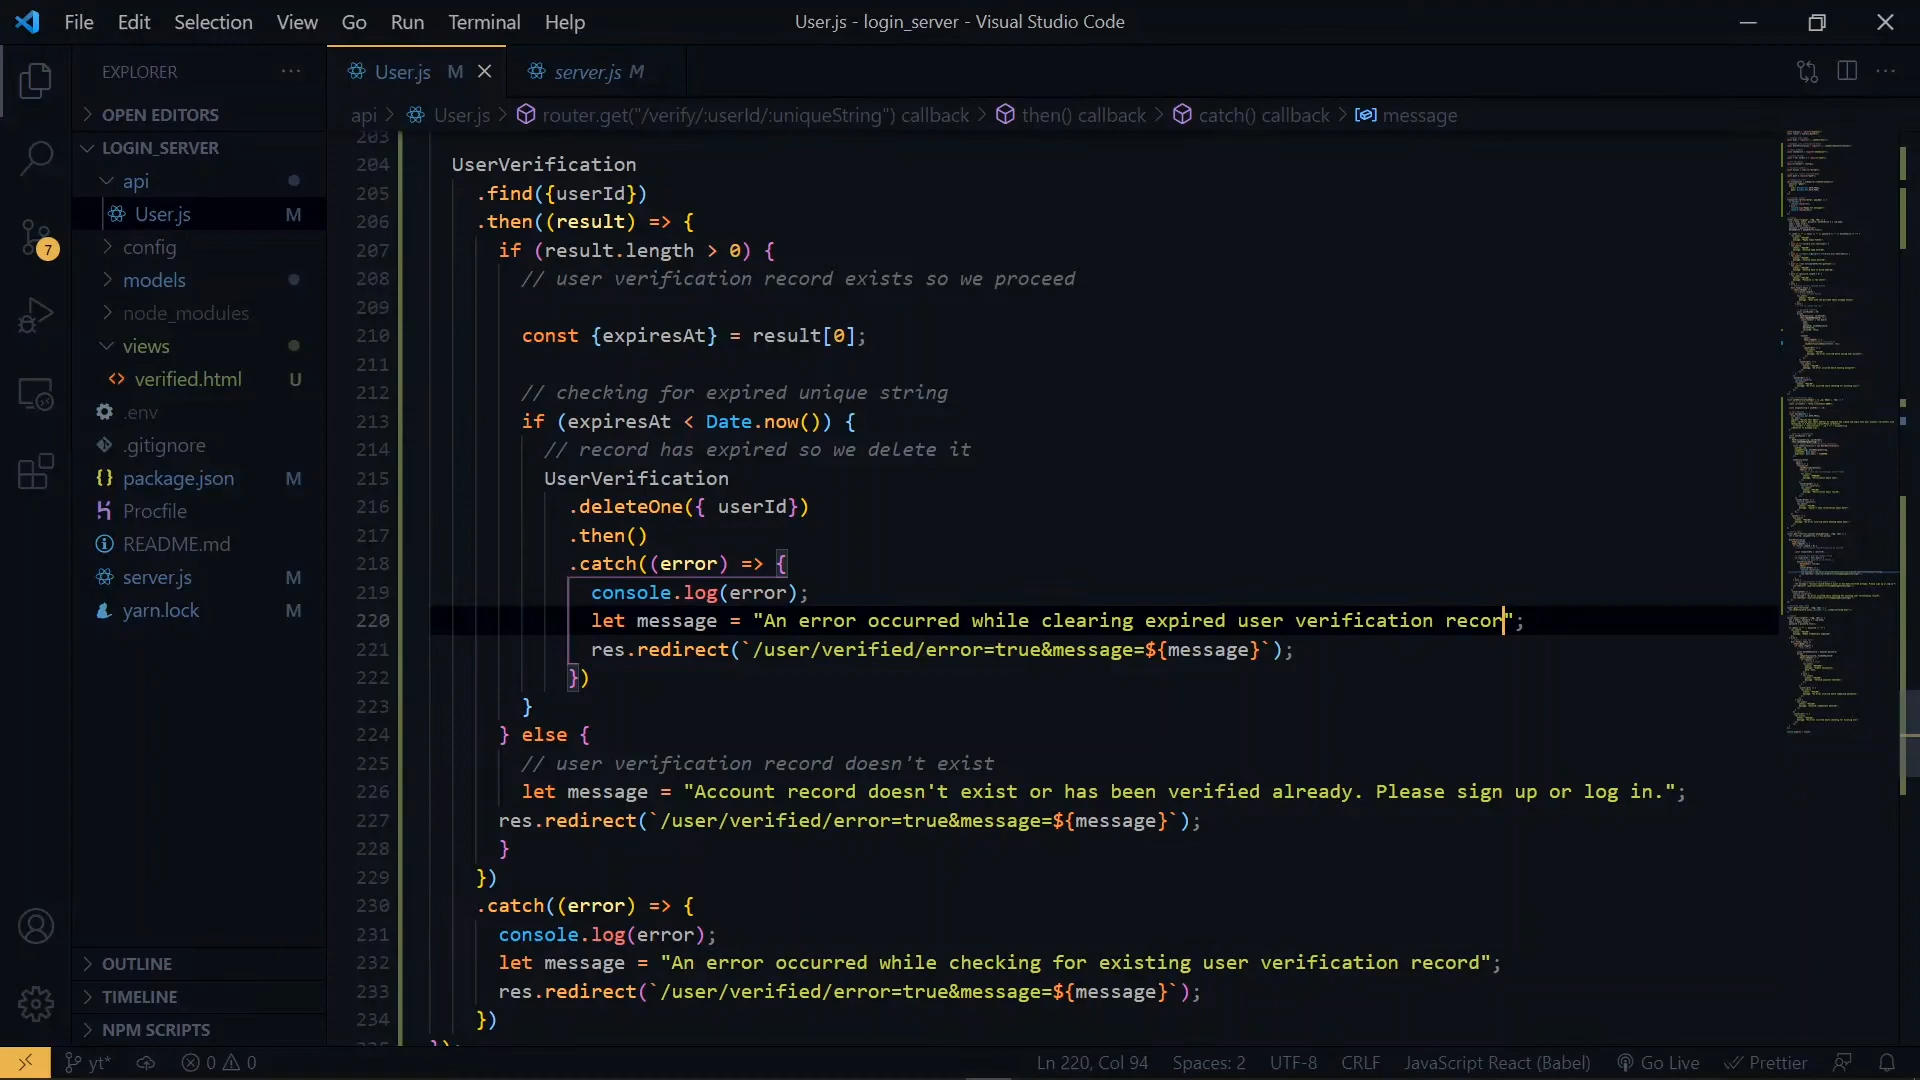 File Edit Selection View Go Run Terminal Help
User.js - login_server - Visual Studio Code
EXPLORER
User.js M
server.js M
OPEN EDITORS
api > User.js > router.get("/verify/:userId/:uniqueString") callback > then() callback > catch() callback > message
LOGIN_SERVER
api
User.js M
config
models
node_modules
views
verified.html U
.env
.gitignore
package.json M
Procfile
README.md
server.js M
yarn.lock M
7
OUTLINE
TIMELINE
NPM SCRIPTS
203
204 UserVerification
205 .find({userId})
206 .then((result) => {
207 if (result.length > 0) {
208 // user verification record exists so we proceed
209
210 const {expiresAt} = result[0];
211
212 // checking for expired unique string
213 if (expiresAt < Date.now()) {
214 // record has expired so we delete it
215 UserVerification
216 .deleteOne({ userId})
217 .then()
218 .catch((error) => {
219 console.log(error);
220 let message = "An error occurred while clearing expired user verification recor";
221 res.redirect(`/user/verified/error=true&message=${message}`);
222 })
223 }
224 } else {
225 // user verification record doesn't exist
226 let message = "Account record doesn't exist or has been verified already. Please sign up or log in.";
227 res.redirect(`/user/verified/error=true&message=${message}`);
228 }
229 })
230 .catch((error) => {
231 console.log(error);
232 let message = "An error occurred while checking for existing user verification record";
233 res.redirect(`/user/verified/error=true&message=${message}`);
234 })
yt* 0 0
Ln 220, Col 94 Spaces: 2 UTF-8 CRLF JavaScript React (Babel) Go Live Prettier